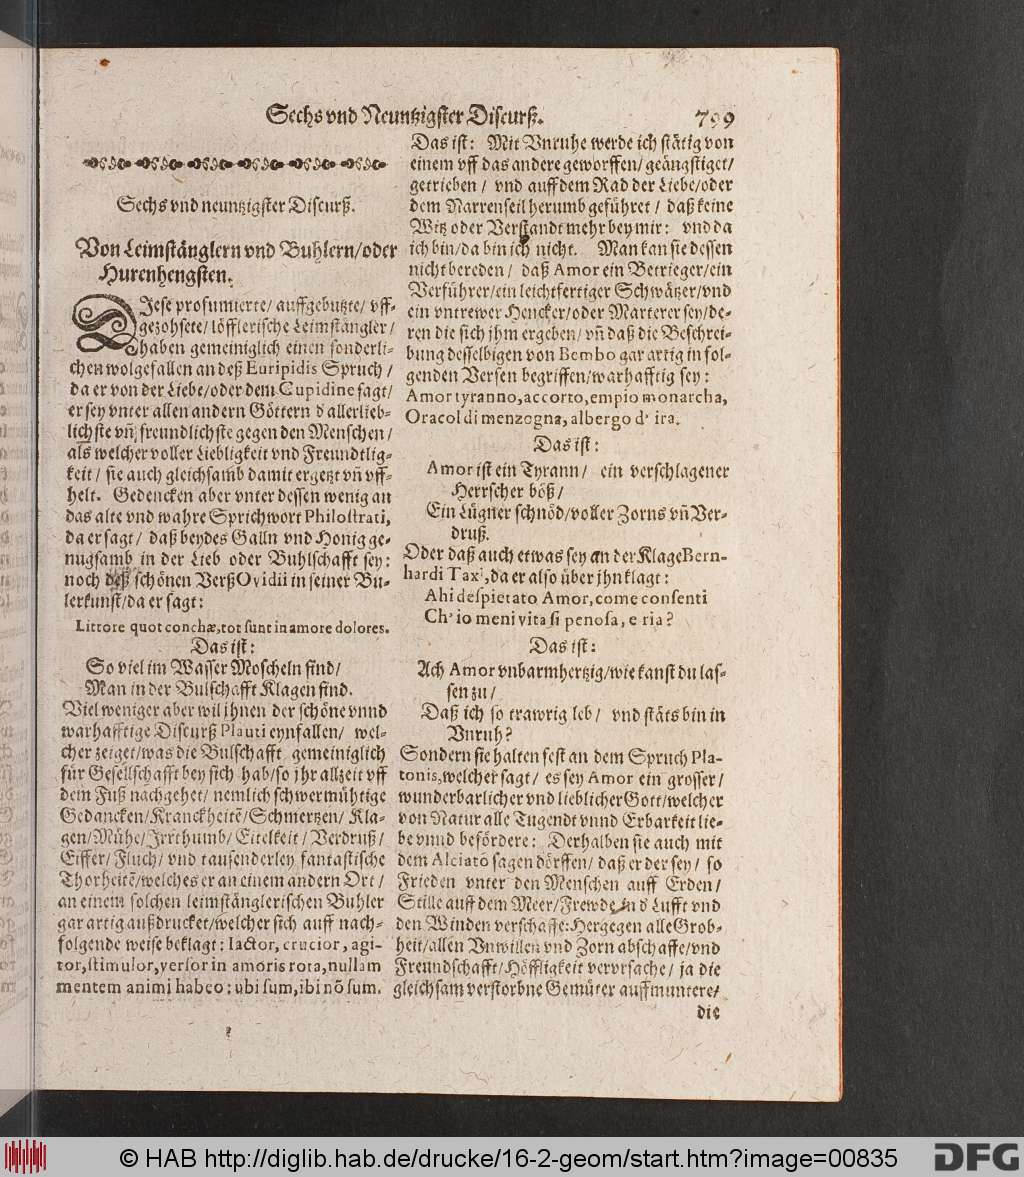 Sechs vnd Neuntzigster Discurß. 799
Sechs vnd neuntzigster Discurß.
Von Leimstänglern vnd Buhlern/oder
Hurenhengsten.
DIese profumierte/ auffgebutzte/ vff-
gezohsete/ löfflerische Leimstängler/
haben gemeiniglich einen sonderli-
chen wolgefallen an deß Euripidis Spruch/
da er von der Liebe/oder dem Cupidine sagt/
er sey vnter allen andern Göttern d' allerlieb-
lichste vñ freundlichste gegen den Menschen/
als welcher voller Liebligkeit vnd Freundtlig-
keit/ sie auch gleichsamb damit ergetzt vñ vff-
helt. Gedencken aber vnter dessen wenig an
das alte vnd wahre Sprichwort Philostrati,
da er sagt/ daß beydes Galln vnd Honig ge-
nugsamb in der Lieb oder Buhlschafft sey:
noch deß schönen Verß Ovidii in seiner Bu-
lerkunst/da er sagt:
Littore quot conchæ,tot sunt in amore dolores.
Das ist:
So viel im Wasser Moscheln sind/
Man in der Bulschafft Klagen find.
Viel weniger aber wil jhnen der schöne vnnd
warhafftige Discurß Plauti eynfallen/ wel-
cher zeiget/was die Bulschafft gemeiniglich
für Gesellschafft bey sich hab/so jhr allzeit vff
dem Fuß nachgehet/ nemlich schwermühtige
Gedancken/Kranckheitē/Schmertzen/ Kla-
gen/Mühe/Irrthumb/ Eitelkeit/ Verdruß/
Eiffer/ Fluch/ vnd tausenderley fantastische
Thorheitē/welches er an einem andern Ort/
an einem solchen leimstänglerischen Buhler
gar artig außdrucket/welcher sich auff nach-
folgende weise beklagt: Iactor, crucior, agi-
tor,stimulor,versor in amoris rota,nullam
mentem animi habeo: ubi sum,ibi nō sum.
Das ist: Mit Vnruhe werde ich stätig von
einem vff das andere geworffen/ geängstiget/
getrieben/ vnd auff dem Rad der Liebe/oder
dem Narrenseil herumb geführet/ daß keine
Witz oder Verstandt mehr bey mir: vnd da
ich bin/da bin ich nicht. Man kan sie dessen
nicht bereden/ daß Amor ein Betrieger/ein
Verführer/ein leichtfertiger Schwätzer/vnd
ein vntrewer Hencker/oder Marterer sey/de-
ren die sich jhm ergeben/ vñ daß die Beschrei-
bung desselbigen von Bembo gar artig in fol-
genden Versen begriffen/warhafftig sey:
Amor tyranno,accorto,empio monarcha,
Oracol di menzogna, albergo d' ira.
Das ist:
Amor ist ein Tyrann/ ein verschlagener
Herrscher böß/
Ein Lügner schnöd/voller Zorns vñ Ver-
druß.
Oder daß auch etwas sey an der Klage Bern-
hardi Taxi,da er also über jhn klagt:
Ahi despietato Amor, come consenti
Ch' io meni vita si penosa, e ria?
Das ist:
Ach Amor vnbarmhertzig/wie kanst du las-
sen zu/
Daß ich so trawrig leb/ vnd stäts bin in
Vnruh?
Sondern sie halten fest an dem Spruch Pla-
tonis,welcher sagt/ es sey Amor ein grosser/
wunderbarlicher vnd lieblicher Gott/welcher
von Natur alle Tugendt vnnd Erbarkeit lie-
be vnnd befördere: Derhalben sie auch mit
dem Alciato sagen dörffen/ daß er der sey/ so
Frieden vnter den Menschen auff Erden/
Stille auff dem Meer/Frewde in d' Lufft vnd
den Winden verschaffe: Hergegen alle Grob-
heit/allen Vnwillen vnd Zorn abschaffe/vnd
Freundschafft/Höffligkeit vervrsache/ ja die
gleichsam verstorbne Gemüter auffmuntere/
die
© HAB http://diglib.hab.de/drucke/16-2-geom/start.htm?image=00835
DFG